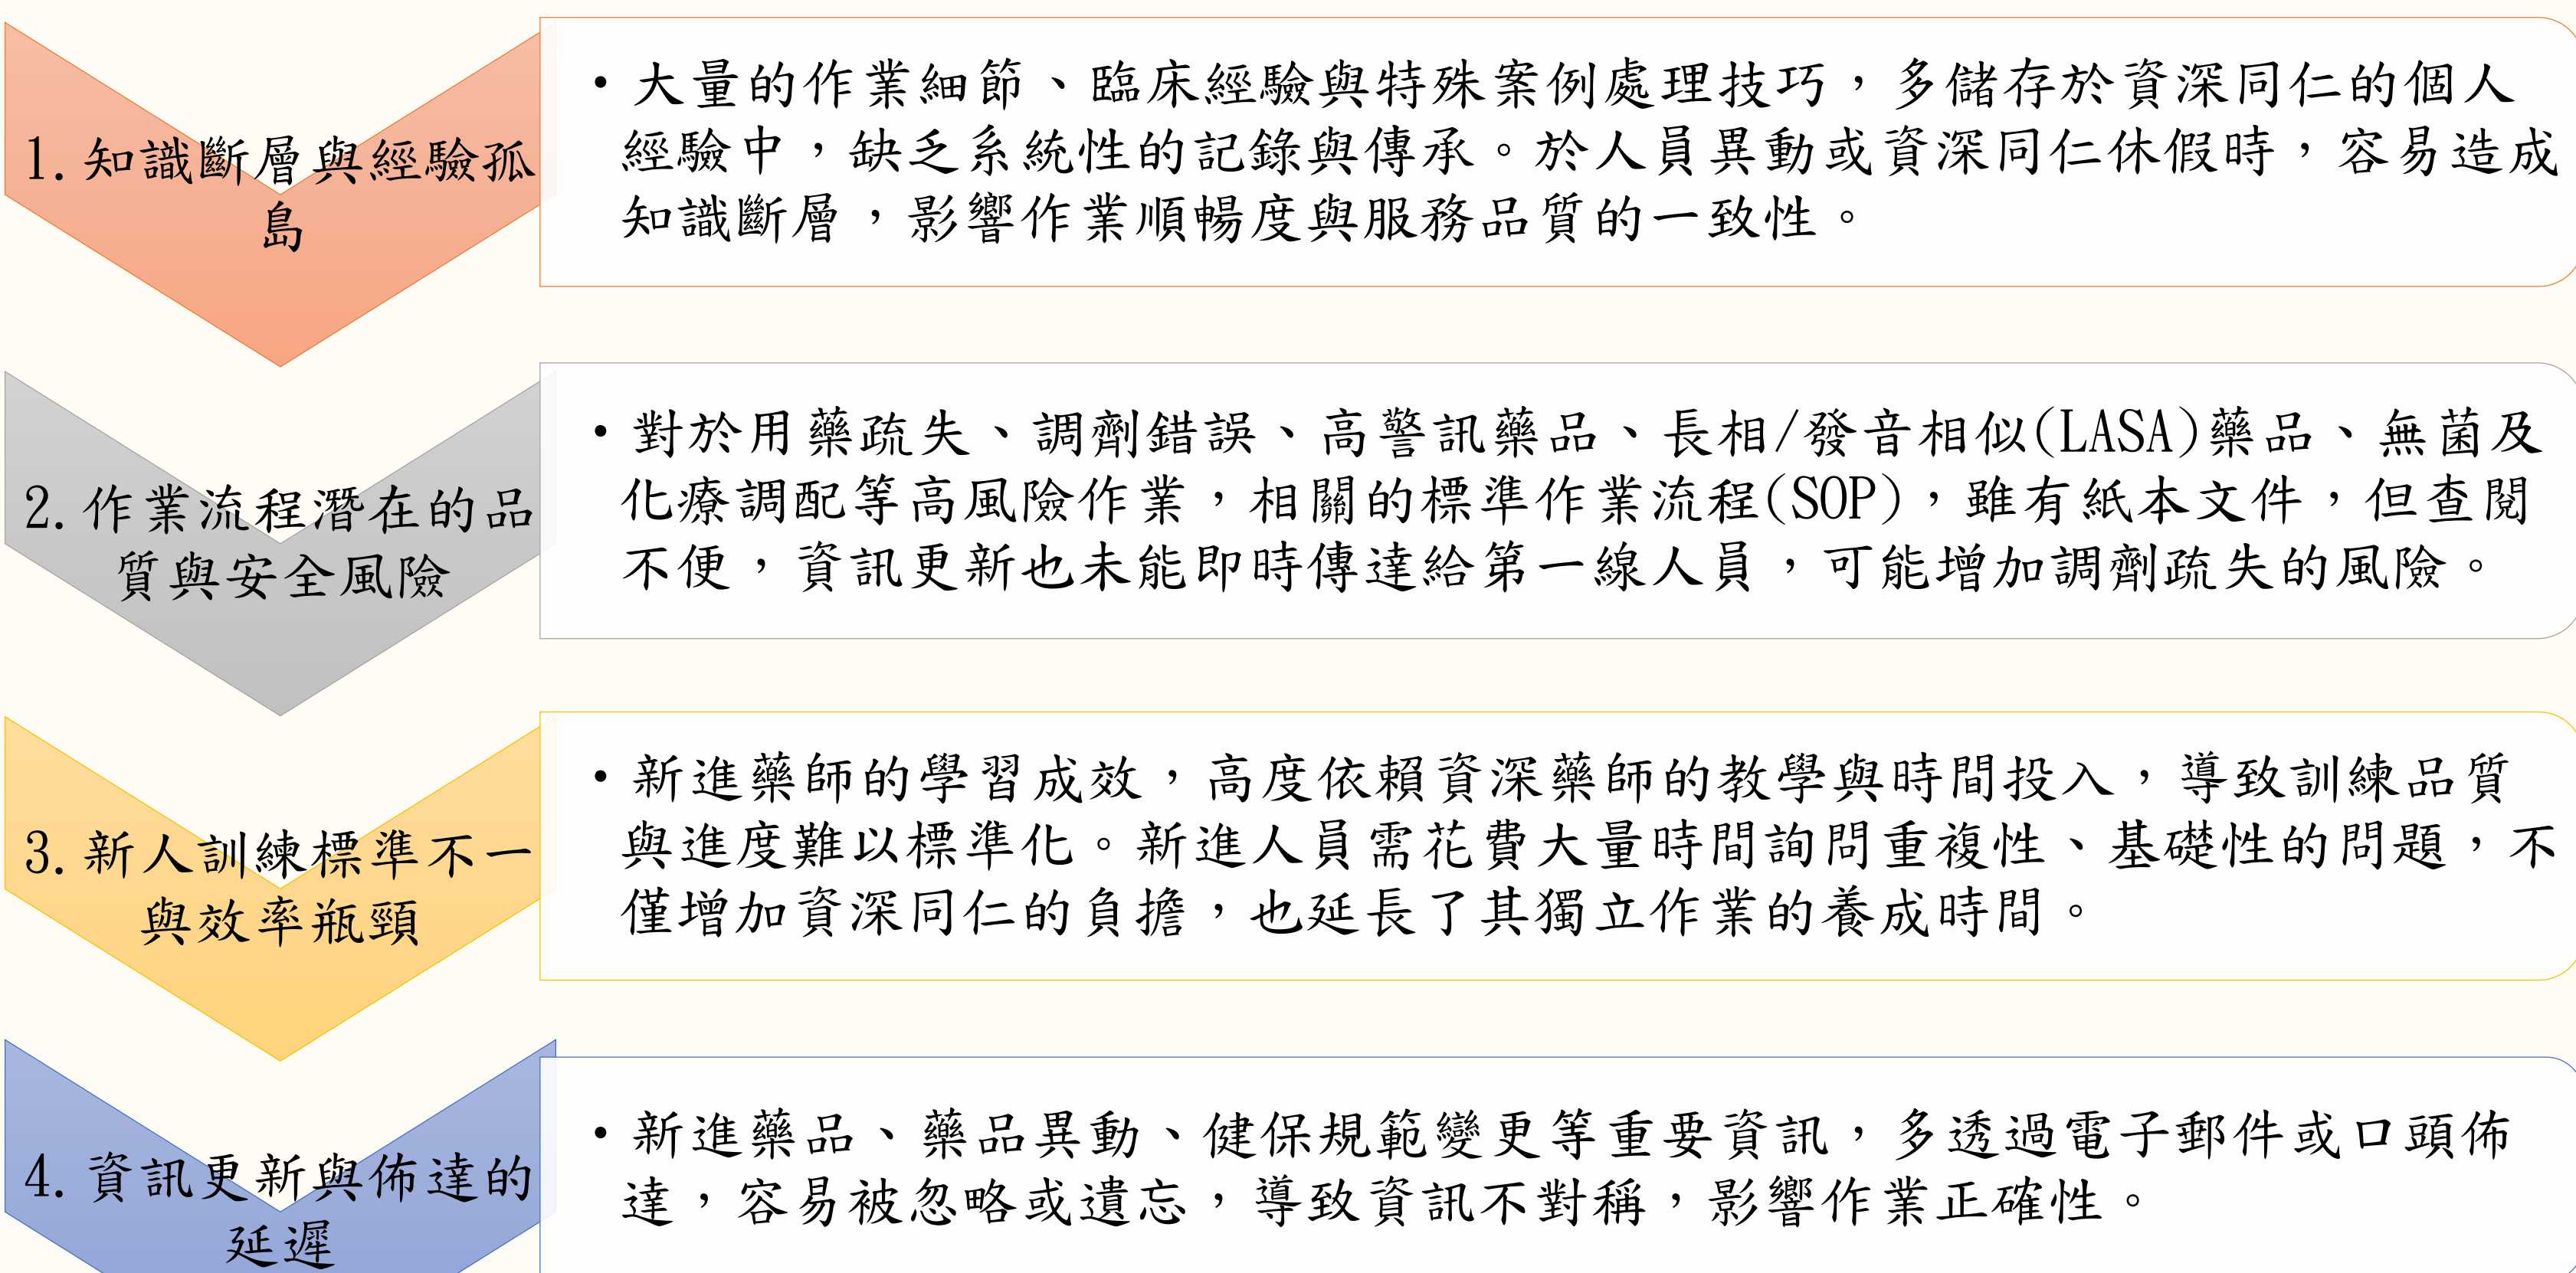 1. 知識斷層與經驗孤
島
• 大量的作業細節、臨床經驗與特殊案例處理技巧，多儲存於資深同仁的個人
經驗中，缺乏系統性的記錄與傳承。於人員異動或資深同仁休假時，容易造成
知識斷層，影響作業順暢度與服務品質的一致性。
2. 作業流程潛在的品
質與安全風險
• 對於用藥疏失、調劑錯誤、高警訊藥品、長相/發音相似(LASA)藥品、無菌及
化療調配等高風險作業，相關的標準作業流程(SOP)，雖有紙本文件，但查閱
不便，資訊更新也未能即時傳達給第一線人員，可能增加調劑疏失的風險。
3. 新人訓練標準不一
與效率瓶頸
• 新進藥師的學習成效，高度依賴資深藥師的教學與時間投入，導致訓練品質
與進度難以標準化。新進人員需花費大量時間詢問重複性、基礎性的問題，不
僅增加資深同仁的負擔，也延長了其獨立作業的養成時間。
4. 資訊更新與佈達的
延遲
• 新進藥品、藥品異動、健保規範變更等重要資訊，多透過電子郵件或口頭佈
達，容易被忽略或遺忘，導致資訊不對稱，影響作業正確性。